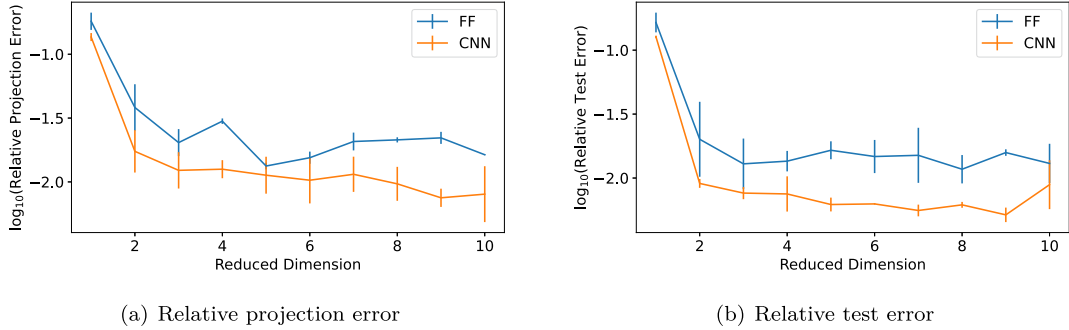 log₁₀(Relative Projection Error)
−1.0
−1.5
−2.0
FF
CNN
2
4
6
8
10
Reduced Dimension
(a) Relative projection error
log₁₀(Relative Test Error)
−1.0
−1.5
−2.0
FF
CNN
2
4
6
8
10
Reduced Dimension
(b) Relative test error